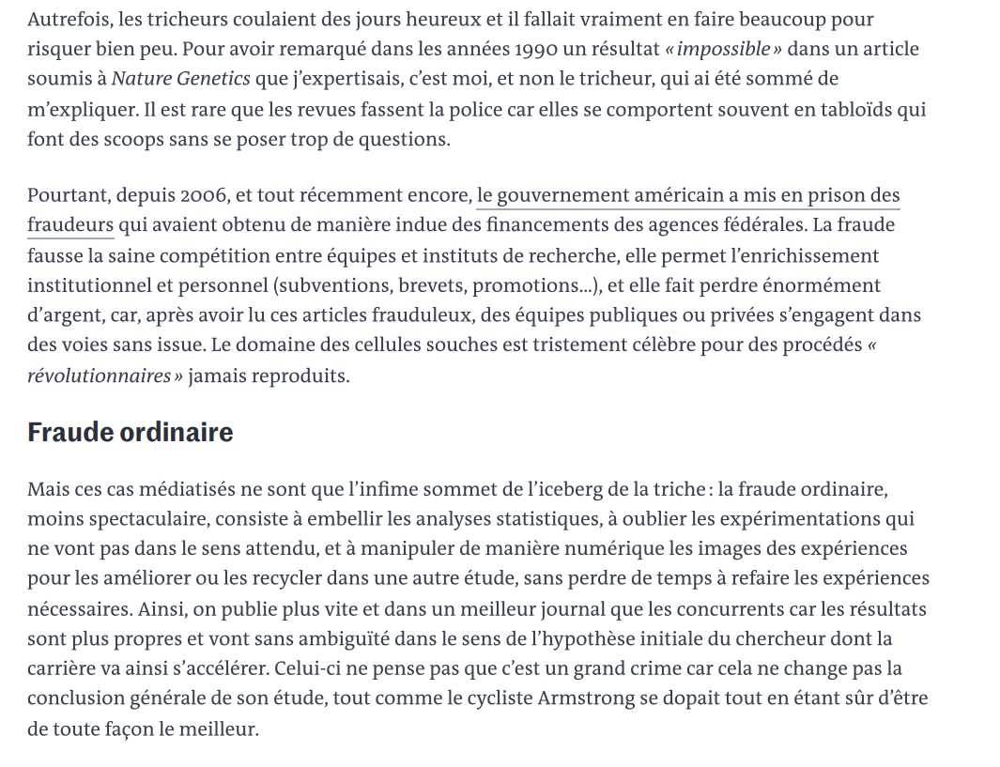 Autrefois, les tricheurs coulaient des jours heureux et il fallait vraiment en faire beaucoup pour
risquer bien peu. Pour avoir remarqué dans les années 1990 un résultat « impossible » dans un article
soumis à Nature Genetics que j’expertisais, c’est moi, et non le tricheur, qui ai été sommé de
m’expliquer. Il est rare que les revues fassent la police car elles se comportent souvent en tabloïds qui
font des scoops sans se poser trop de questions.
Pourtant, depuis 2006, et tout récemment encore, le gouvernement américain a mis en prison des
fraudeurs qui avaient obtenu de manière indue des financements des agences fédérales. La fraude
fausse la saine compétition entre équipes et instituts de recherche, elle permet l’enrichissement
institutionnel et personnel (subventions, brevets, promotions…), et elle fait perdre énormément
d’argent, car, après avoir lu ces articles frauduleux, des équipes publiques ou privées s’engagent dans
des voies sans issue. Le domaine des cellules souches est tristement célèbre pour des procédés «
révolutionnaires » jamais reproduits.
Fraude ordinaire
Mais ces cas médiatisés ne sont que l’infime sommet de l’iceberg de la triche : la fraude ordinaire,
moins spectaculaire, consiste à embellir les analyses statistiques, à oublier les expérimentations qui
ne vont pas dans le sens attendu, et à manipuler de manière numérique les images des expériences
pour les améliorer ou les recycler dans une autre étude, sans perdre de temps à refaire les expériences
nécessaires. Ainsi, on publie plus vite et dans un meilleur journal que les concurrents car les résultats
sont plus propres et vont sans ambiguïté dans le sens de l’hypothèse initiale du chercheur dont la
carrière va ainsi s’accélérer. Celui-ci ne pense pas que c’est un grand crime car cela ne change pas la
conclusion générale de son étude, tout comme le cycliste Armstrong se dopait tout en étant sûr d’être
de toute façon le meilleur.